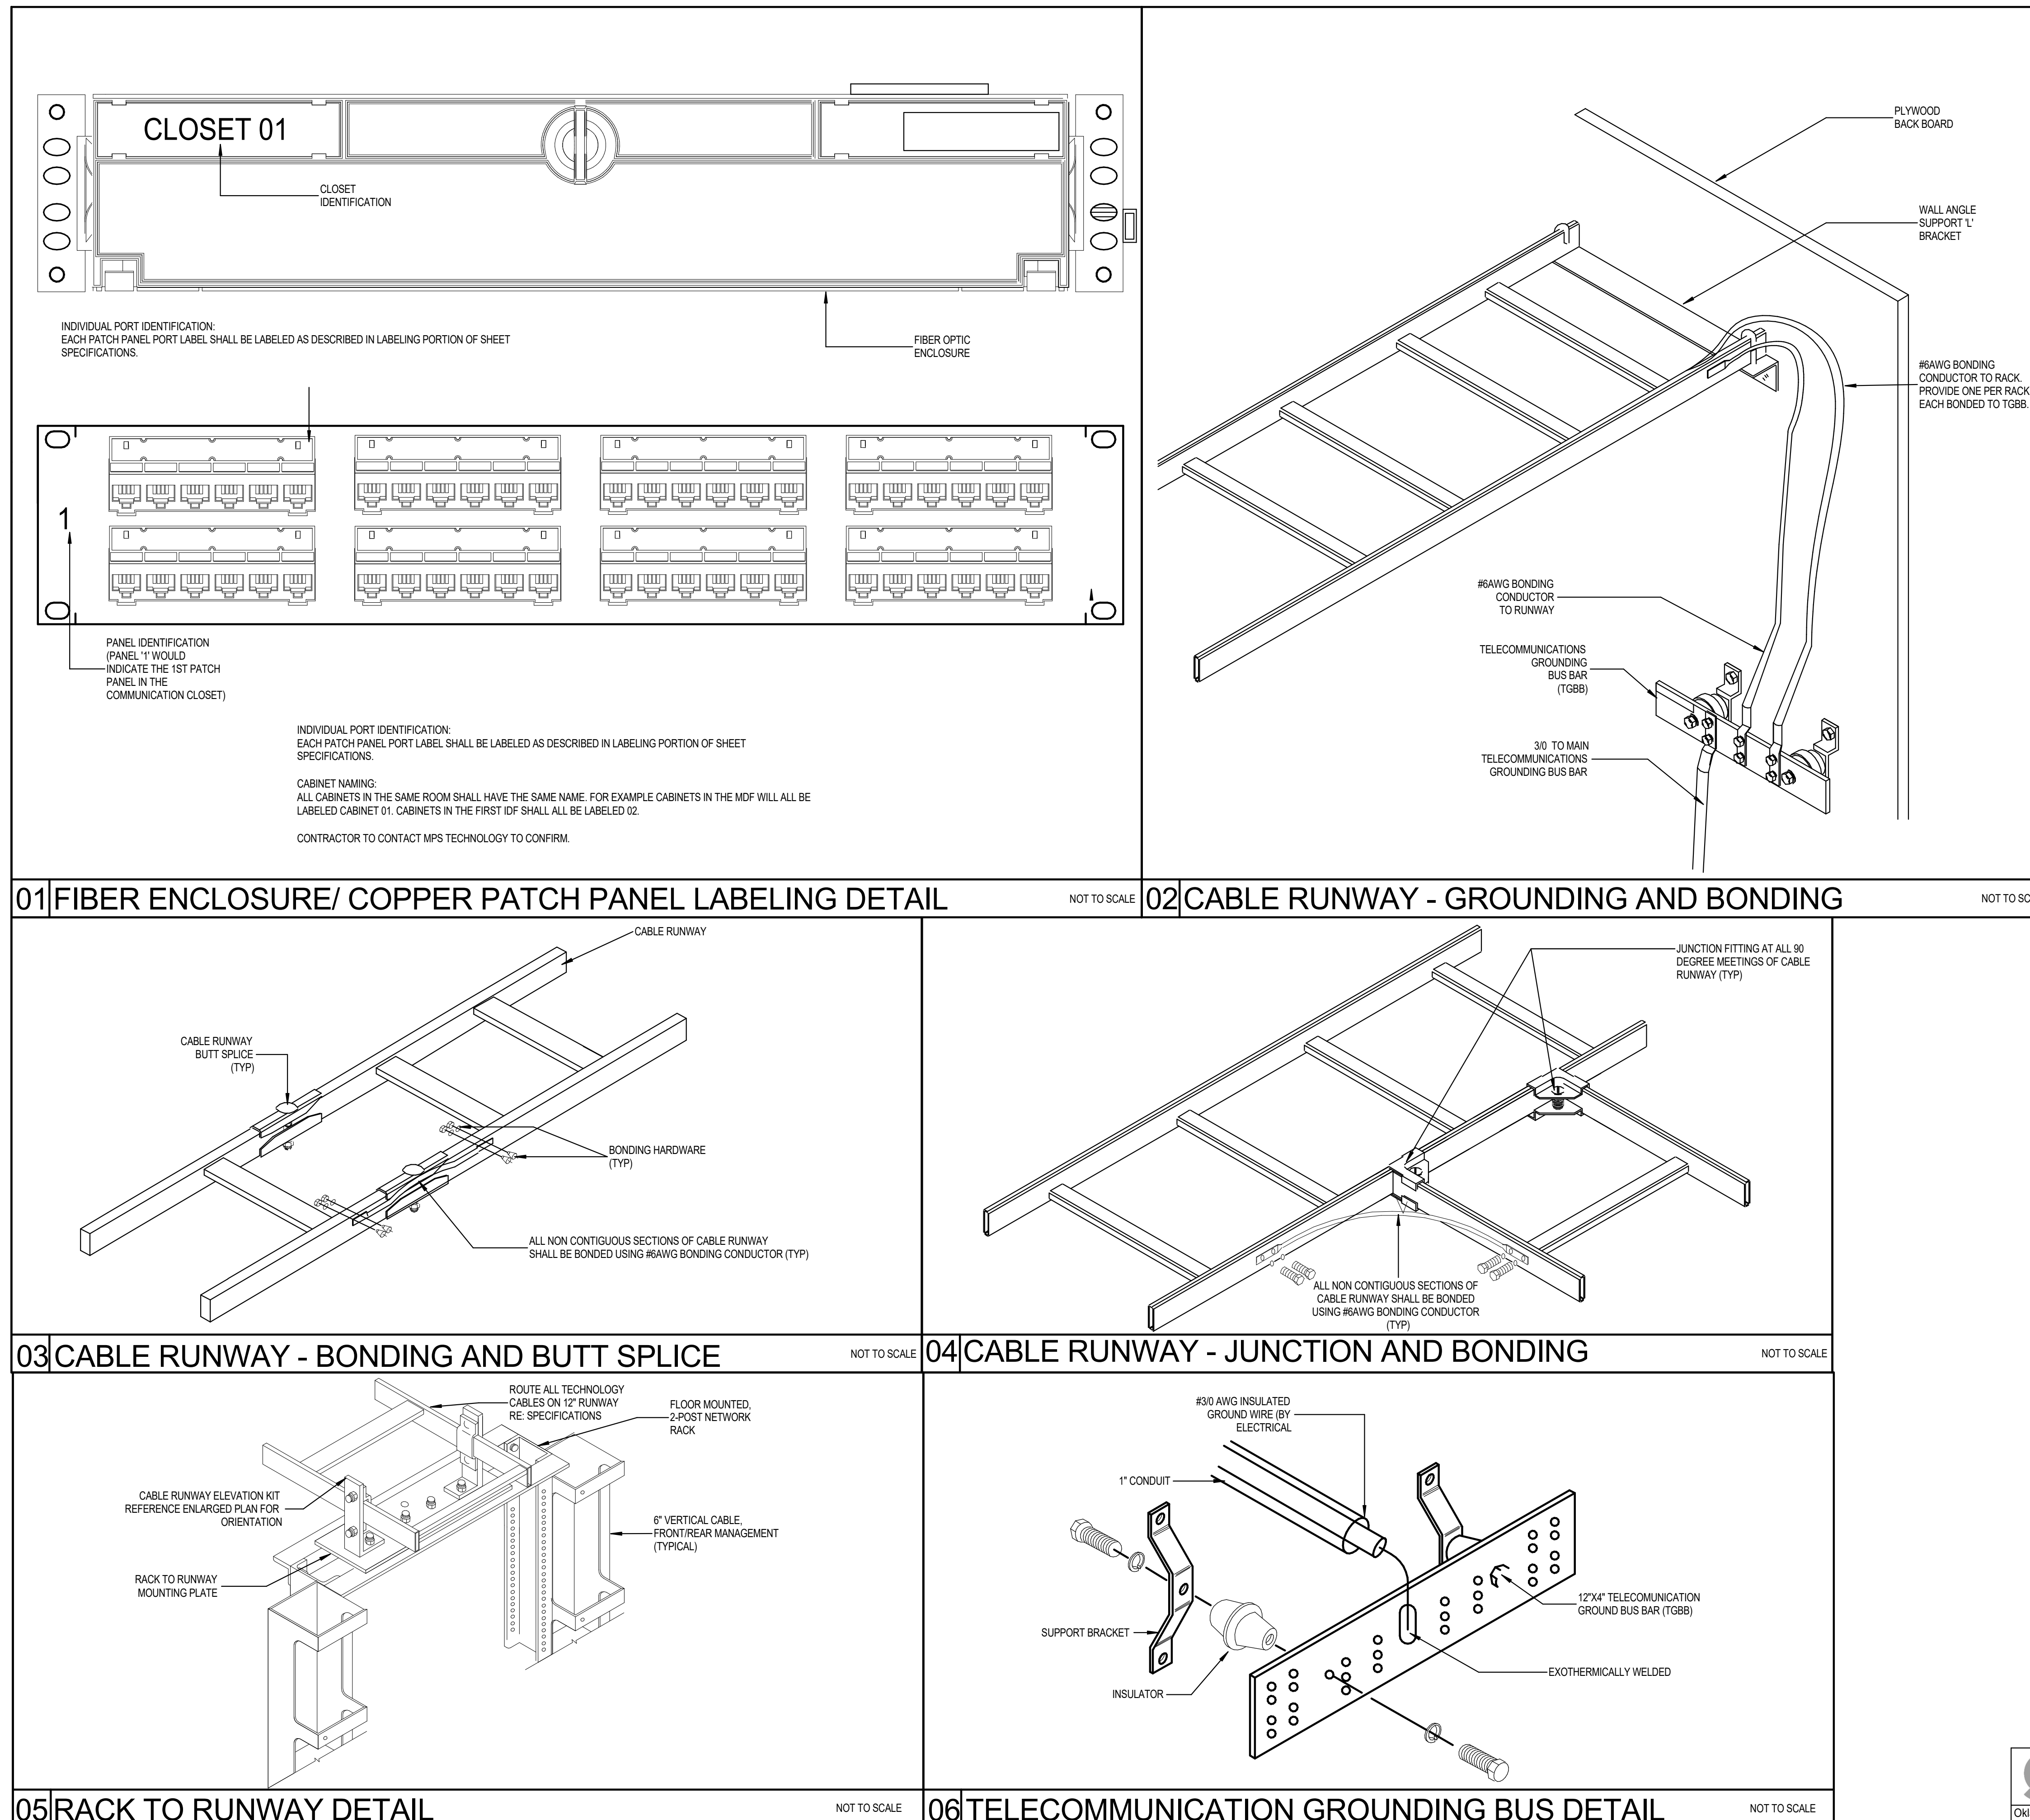 CLOSET 01
CLOSET
IDENTIFICATION
INDIVIDUAL PORT IDENTIFICATION:
EACH PATCH PANEL PORT LABEL SHALL BE LABELED AS DESCRIBED IN LABELING PORTION OF SHEET
SPECIFICATIONS.
FIBER OPTIC
ENCLOSURE
1
PANEL IDENTIFICATION
(PANEL '1' WOULD
INDICATE THE 1ST PATCH
PANEL IN THE
COMMUNICATION CLOSET)
INDIVIDUAL PORT IDENTIFICATION:
EACH PATCH PANEL PORT LABEL SHALL BE LABELED AS DESCRIBED IN LABELING PORTION OF SHEET
SPECIFICATIONS.
CABINET NAMING:
ALL CABINETS IN THE SAME ROOM SHALL HAVE THE SAME NAME. FOR EXAMPLE CABINETS IN THE MDF WILL ALL BE
LABELED CABINET 01. CABINETS IN THE FIRST IDF SHALL ALL BE LABELED 02.
CONTRACTOR TO CONTACT MPS TECHNOLOGY TO CONFIRM.
01 FIBER ENCLOSURE/ COPPER PATCH PANEL LABELING DETAIL
NOT TO SCALE
PLYWOOD
BACK BOARD
WALL ANGLE
SUPPORT 'L'
BRACKET
#6AWG BONDING
CONDUCTOR TO RACK.
PROVIDE ONE PER RACK
EACH BONDED TO TGBB.
#6AWG BONDING
CONDUCTOR
TO RUNWAY
TELECOMMUNICATIONS
GROUNDING
BUS BAR
(TGBB)
3/0 TO MAIN
TELECOMMUNICATIONS
GROUNDING BUS BAR
02 CABLE RUNWAY - GROUNDING AND BONDING
NOT TO SC
CABLE RUNWAY
CABLE RUNWAY
BUTT SPLICE
(TYP)
BONDING HARDWARE
(TYP)
ALL NON CONTIGUOUS SECTIONS OF CABLE RUNWAY
SHALL BE BONDED USING #6AWG BONDING CONDUCTOR (TYP)
03 CABLE RUNWAY - BONDING AND BUTT SPLICE
NOT TO SCALE
JUNCTION FITTING AT ALL 90
DEGREE MEETINGS OF CABLE
RUNWAY (TYP)
ALL NON CONTIGUOUS SECTIONS OF
CABLE RUNWAY SHALL BE BONDED
USING #6AWG BONDING CONDUCTOR
(TYP)
04 CABLE RUNWAY - JUNCTION AND BONDING
NOT TO SCALE
ROUTE ALL TECHNOLOGY
CABLES ON 12" RUNWAY
RE: SPECIFICATIONS
FLOOR MOUNTED,
2-POST NETWORK
RACK
CABLE RUNWAY ELEVATION KIT
REFERENCE ENLARGED PLAN FOR
ORIENTATION
6" VERTICAL CABLE,
FRONT/REAR MANAGEMENT
(TYPICAL)
RACK TO RUNWAY
MOUNTING PLATE
05 RACK TO RUNWAY DETAIL
NOT TO SCALE
#3/0 AWG INSULATED
GROUND WIRE (BY
ELECTRICAL
1" CONDUIT
SUPPORT BRACKET
INSULATOR
12"X4" TELECOMUNICATION
GROUND BUS BAR (TGBB)
EXOTHERMICALLY WELDED
06 TELECOMMUNICATION GROUNDING BUS DETAIL
NOT TO SCALE